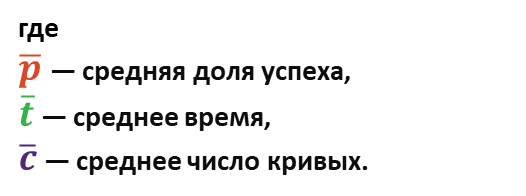 где
p̅ — средняя доля успеха,
t̅ — среднее время,
c̅ — среднее число кривых.